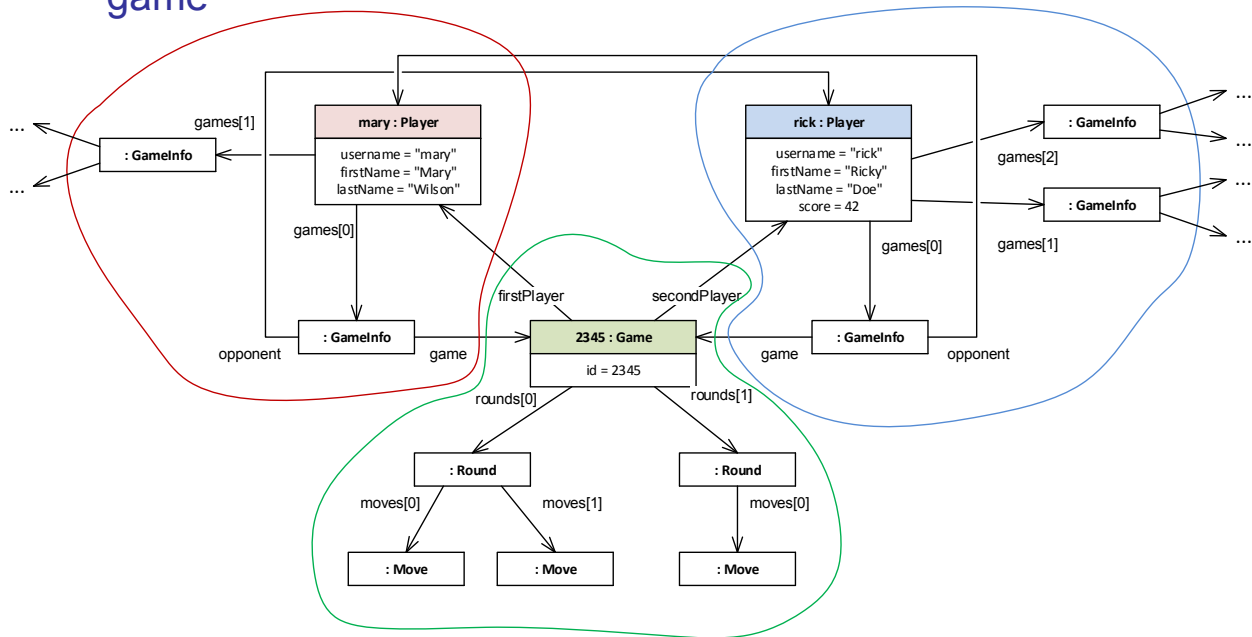 game
games[1]
...
...
: GameInfo
mary : Player
username = "mary"
firstName = "Mary"
lastName = "Wilson"
rick : Player
username = "rick"
firstName = "Ricky"
lastName = "Doe"
score = 42
: GameInfo
games[2]
...
...
: GameInfo
games[1]
...
...
games[0]
games[0]
firstPlayer
secondPlayer
opponent
: GameInfo
game
2345 : Game
id = 2345
game
: GameInfo
opponent
rounds[0]
rounds[1]
: Round
: Round
moves[0]
moves[1]
moves[0]
: Move
: Move
: Move